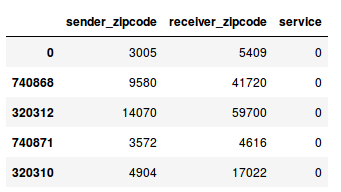 sender_zipcode receiver_zipcode service
0 3005 5409 0
740868 9580 41720 0
320312 14070 59700 0
740871 3572 4616 0
320310 4904 17022 0